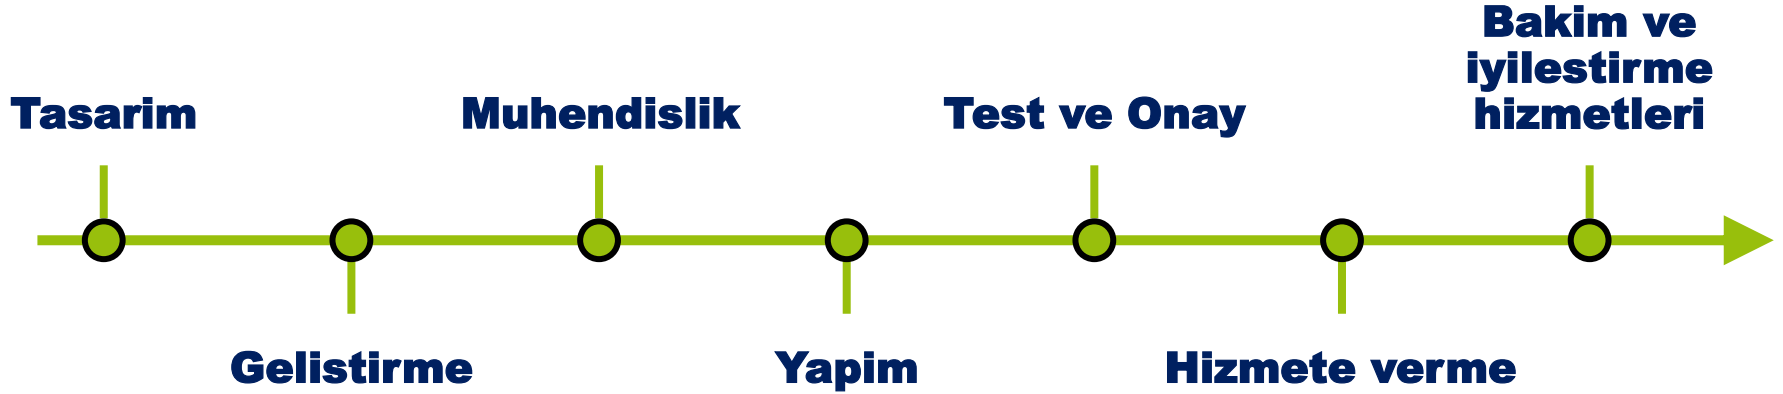 Tasarim
Gelistirme
Muhendislik
Yapim
Test ve Onay
Hizmete verme
Bakim ve
iyilestirme
hizmetleri